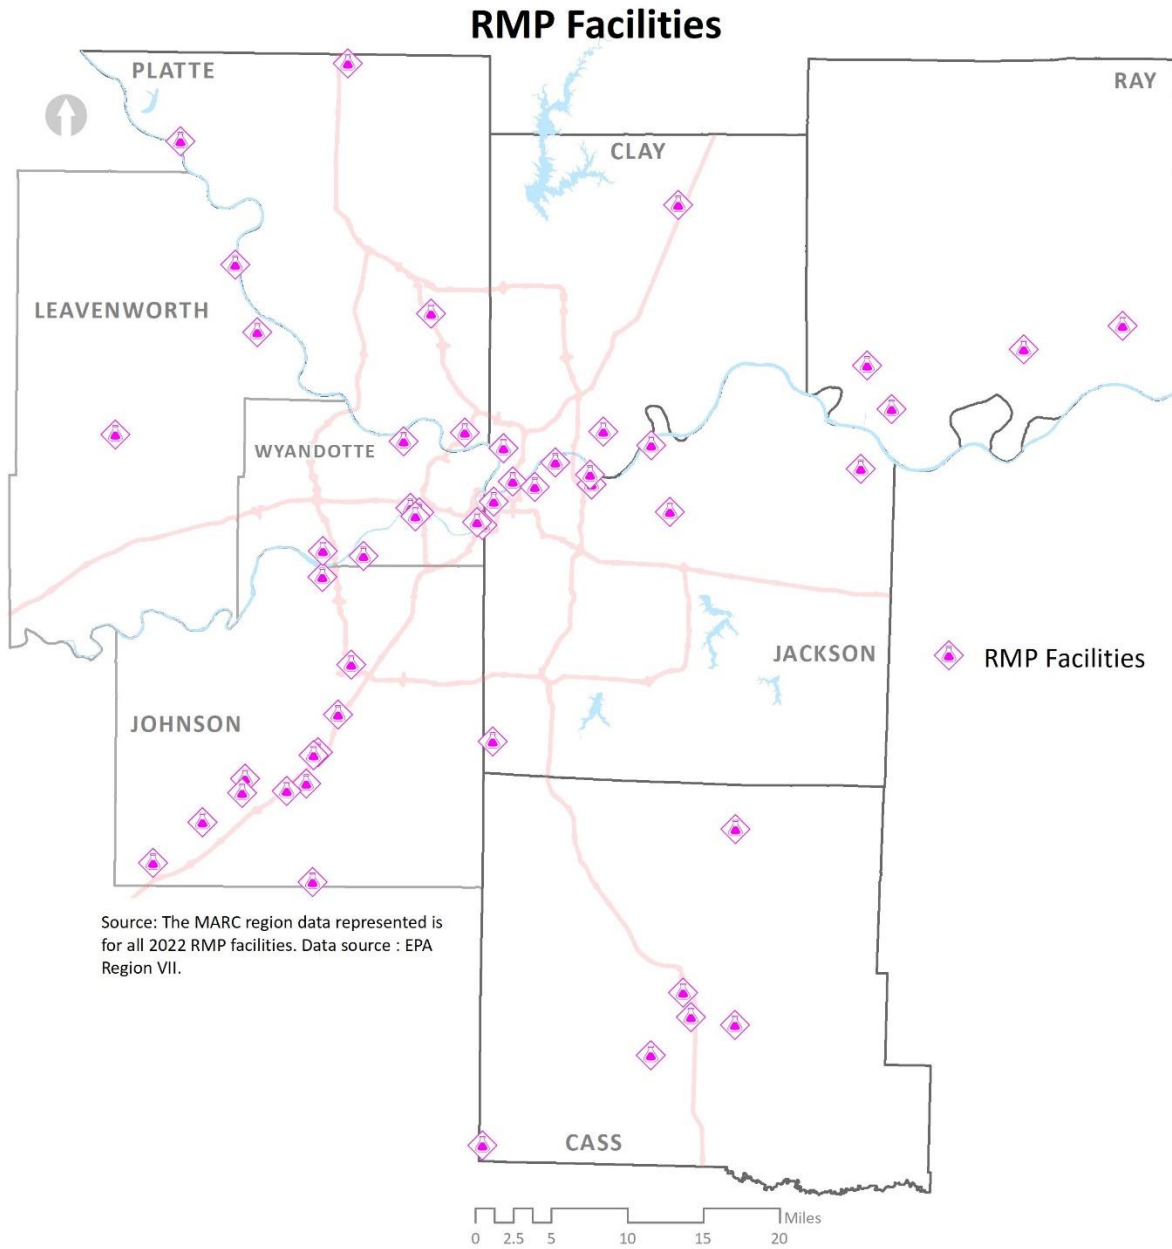 RMP Facilities
PLATTE
RAY
CLAY
LEAVENWORTH
WYANDOTTE
JACKSON
RMP Facilities
JOHNSON
Source: The MARC region data represented is
for all 2022 RMP facilities. Data source : EPA
Region VII.
CASS
Miles
0 2.5 5 10 15 20